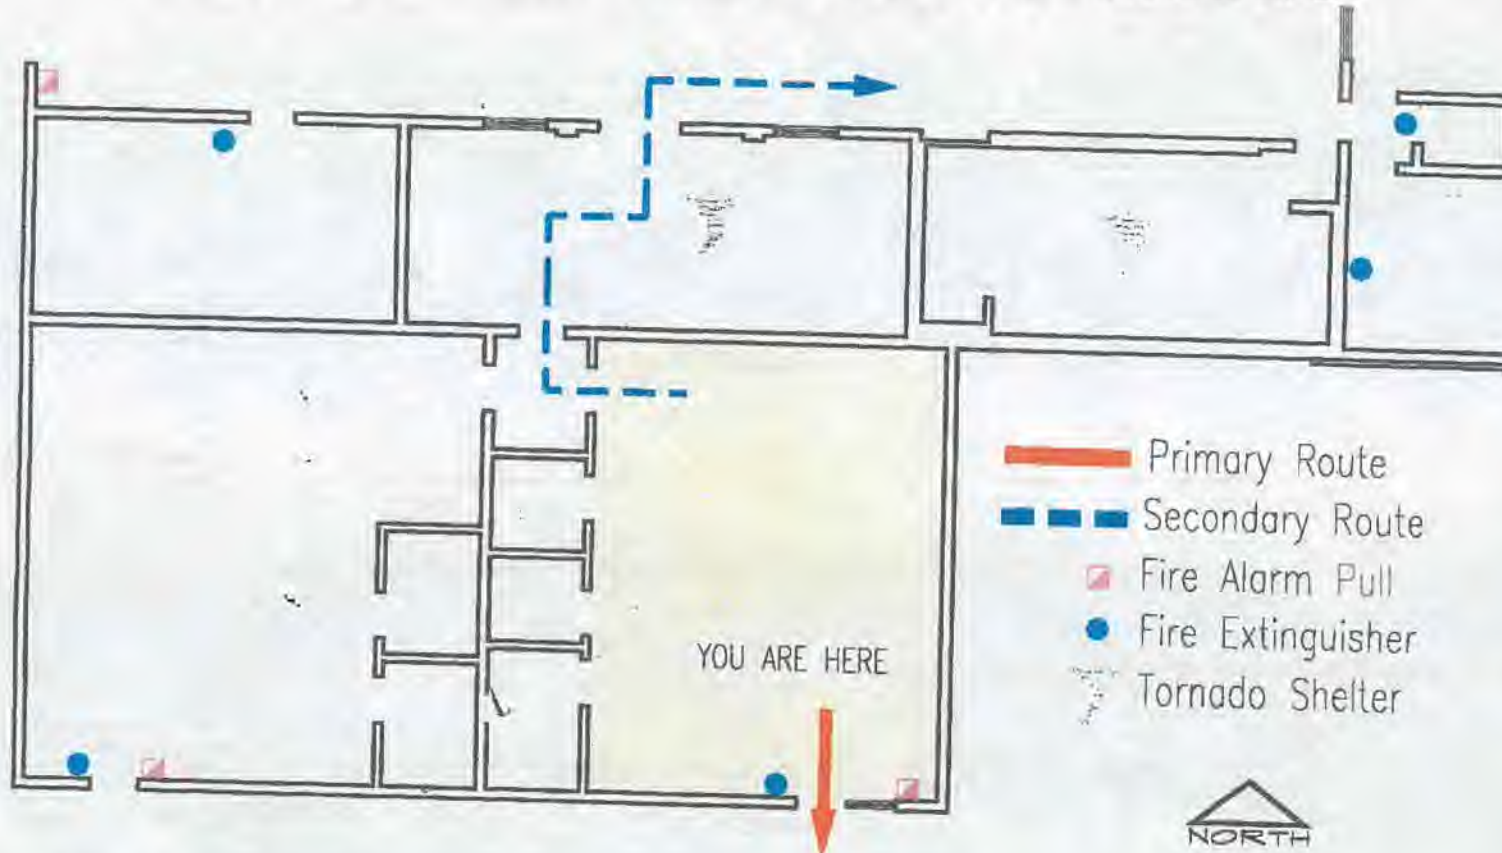 YOU ARE HERE
Primary Route
Secondary Route
Fire Alarm Pull
Fire Extinguisher
Tornado Shelter
NORTH